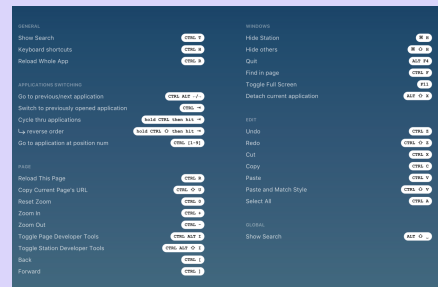 GENERAL
Show Search CTRL T
Keyboard shortcuts CTRL H
Reload Whole App CTRL R
APPLICATIONS SWITCHING
Go to previous/next application CTRL ALT -/-
Switch to previously opened application CTRL ⇥
Cycle thru applications hold CTRL then hit ⇥
↳ reverse order hold CTRL ⇧ then hit ⇥
Go to application at position num CTRL [1-9]
PAGE
Reload This Page CTRL R
Copy Current Page's URL CTRL ⇧ U
Reset Zoom CTRL 0
Zoom In CTRL +
Zoom Out CTRL -
Toggle Page Developer Tools CTRL ALT I
Toggle Station Developer Tools CTRL ALT ⇧ I
Back CTRL [
Forward CTRL ]
WINDOWS
Hide Station ⌘ H
Hide others ⌘ ⇧ H
Quit ALT F4
Find in page CTRL F
Toggle Full Screen F11
Detach current application ALT ⇧ X
EDIT
Undo CTRL Z
Redo CTRL ⇧ Z
Cut CTRL X
Copy CTRL C
Paste CTRL V
Paste and Match Style CTRL ⇧ V
Select All CTRL A
GLOBAL
Show Search ALT ⇧ _